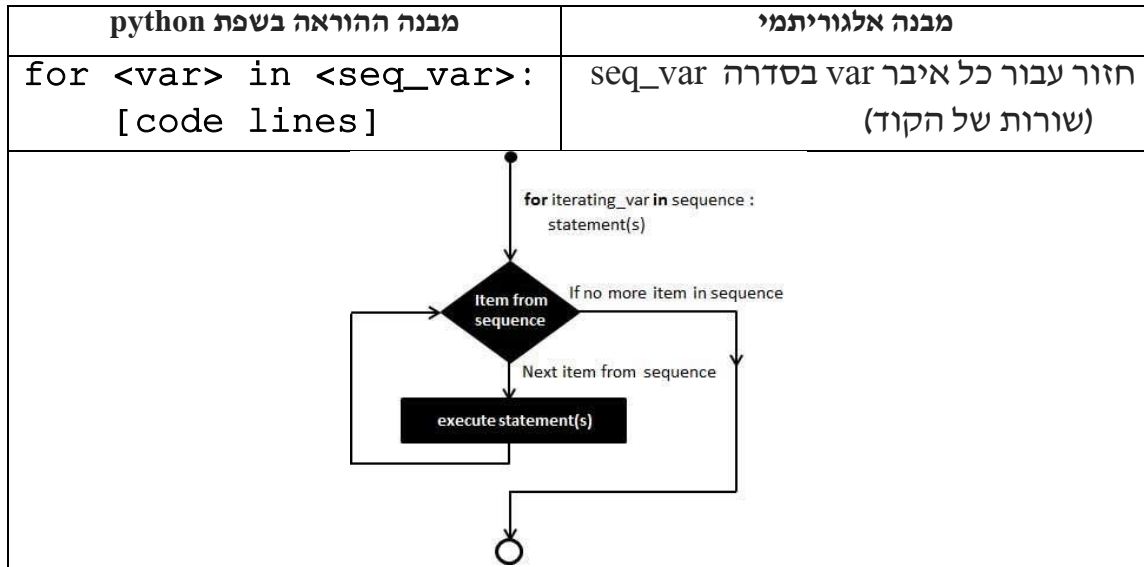 מבנה אלגוריתמי
מבנה ההוראה בשפת python
חזור עבור כל איבר var בסדרה seq_var
(שורות של הקוד)
for <var> in <seq_var>:
[code lines]
for iterating_var in sequence :
statement(s)
Item from
sequence
If no more item in sequence
Next item from sequence
execute statement(s)